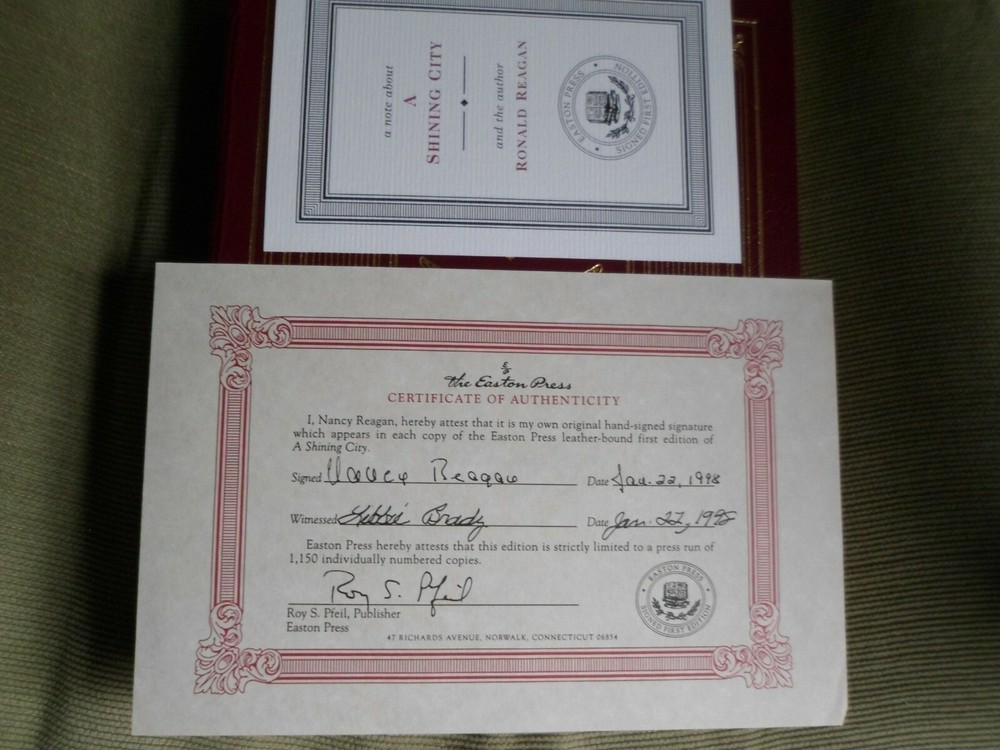 a note about
A
SHINING CITY
and the author
RONALD REAGAN
EASTON PRESS
SIGNED FIRST EDITION
The Easton Press
CERTIFICATE OF AUTHENTICITY
I, Nancy Reagan, hereby attest that it is my own original hand-signed signature
which appears in each copy of the Easton Press leather-bound first edition of
A Shining City.
Signed Nancy Reagan Date Jan. 22, 1998
Witnessed Libbie Brady Date Jan. 22, 1998
Easton Press hereby attests that this edition is strictly limited to a press run of
1,150 individually numbered copies.
Roy S. Pfeil
Roy S. Pfeil, Publisher
Easton Press
EASTON PRESS
SIGNED FIRST EDITION
47 RICHARDS AVENUE, NORWALK, CONNECTICUT 06854